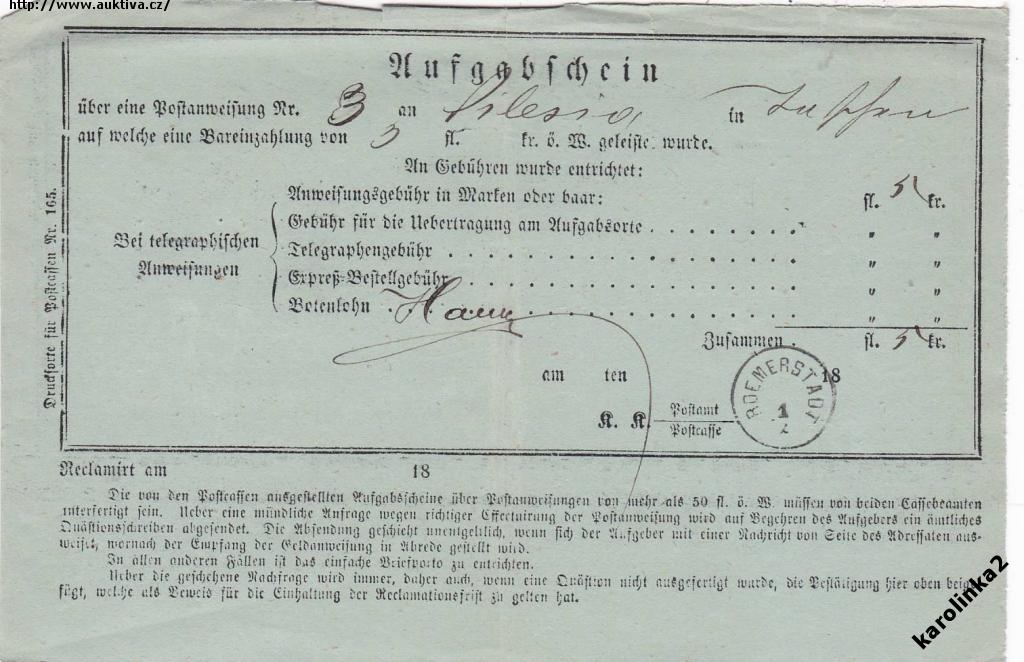 http://www.auktiva.cz/
Aufgabschein
über eine Postanweisung Nr. 3 an Silesia in
auf welche eine Bareinzahlung von 3 fl. kr. ö. W. geleistet wurde.
An Gebühren wurde entrichtet:
Anweisungsgebühr in Marken oder baar: fl. 5 kr.
Bei telegraphischen Anweisungen
Gebühr für die Uebertragung am Aufgabsorte . . . . . . . " "
Telegraphengebühr . . . . . . . . . . . . . . . " "
Expreß-Bestellgebühr . . . . . . . . . . . . . . " "
Botenlohn . . . . . . . . . . . . . . . " "
Zusammen . fl. 5 kr.
am ten 18
K. K. Postamt
Postcasse
ROEMERSTADT
1
2
Drucksorte für Postcassen Nr. 165.
Reclamirt am 18
Die von den Postcassen ausgestellten Aufgabscheine über Postanweisungen von mehr als 50 fl. ö. W. müssen von beiden Cassebeamten
unterfertigt sein. Ueber eine mündliche Anfrage wegen richtiger Effectuirung der Postanweisung wird auf Begehren des Aufgebers ein ämtliches
Quästionsschreiben abgesendet. Die Absendung geschieht unentgeltlich, wenn sich der Aufgeber mit einer Nachricht von Seite des Adressaten aus-
weiset, wornach der Empfang der Geldanweisung in Abrede gestellt wird.
In allen anderen Fällen ist das einfache Briefporto zu entrichten.
Ueber die geschehene Nachfrage wird immer, daher auch, wenn eine Quästion nicht ausgefertigt wurde, die Bestätigung hier oben beige-
fügt, welche als Beweis für die Einhaltung der Reclamationsfrist zu gelten hat.
karolinka2